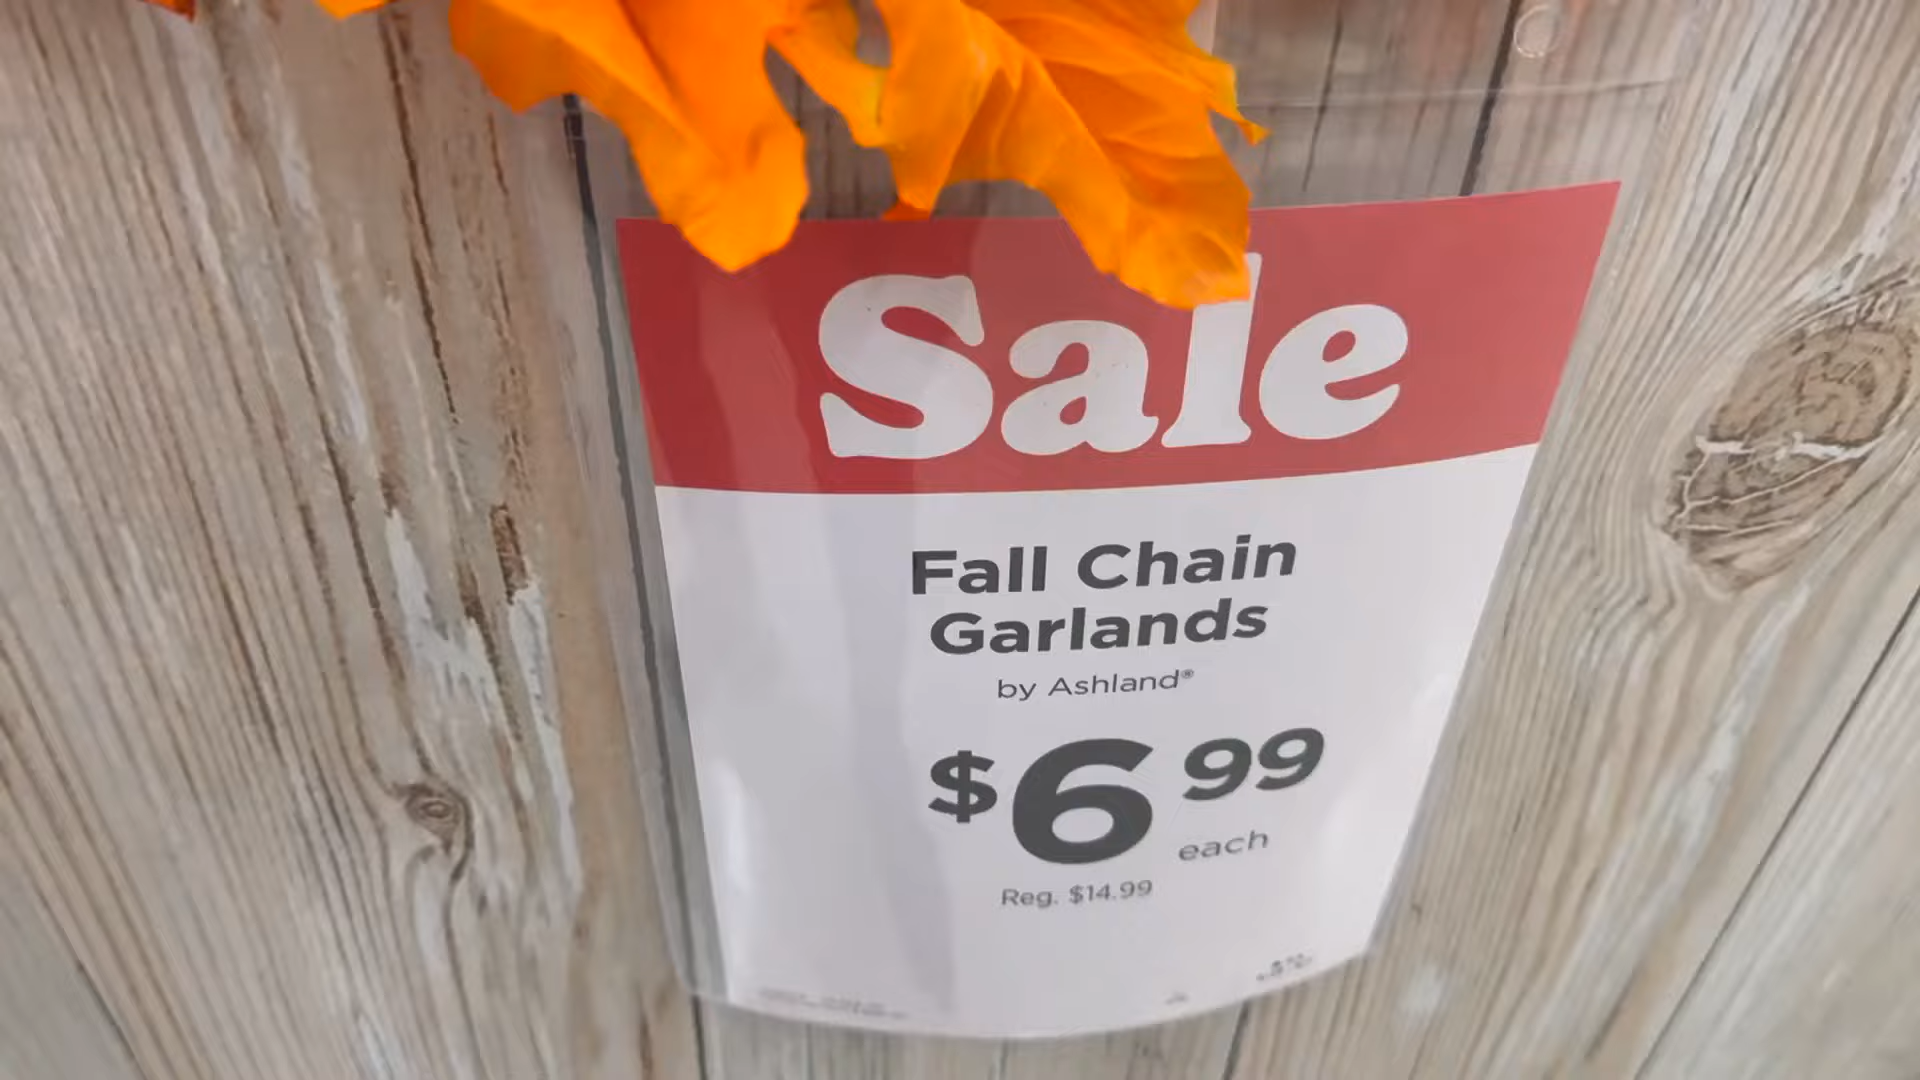 Sale
Fall Chain
Garlands
by Ashland®
$6 99
each
Reg. $14.99